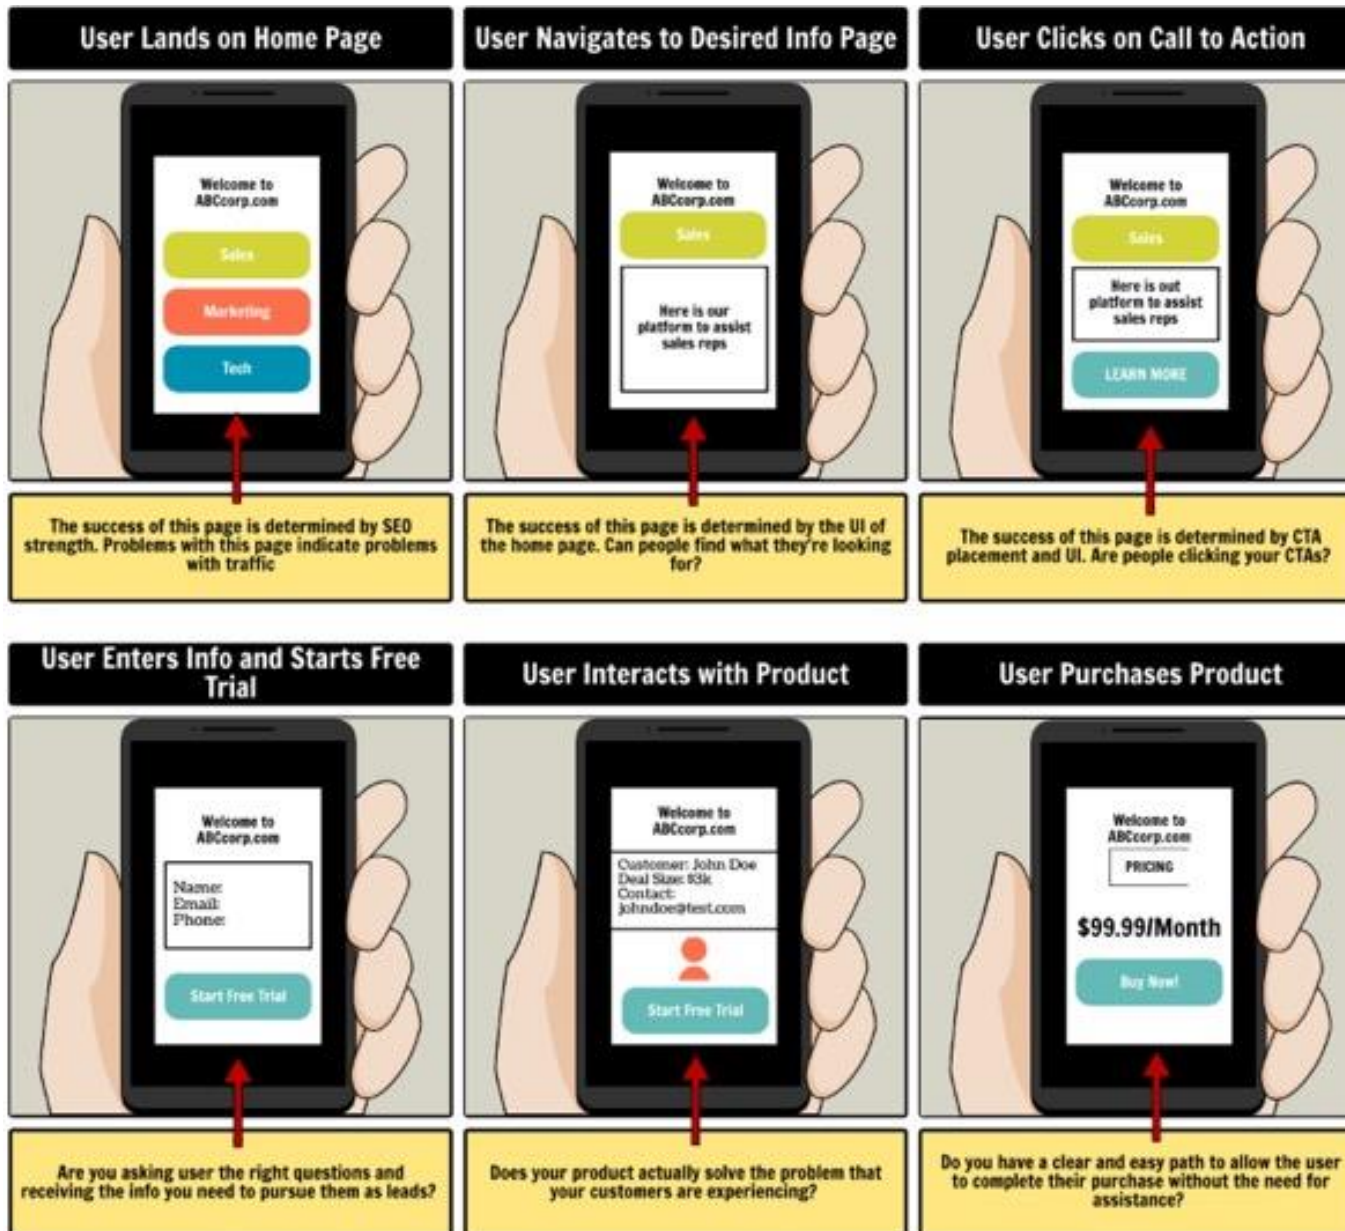 User Lands on Home Page
User Navigates to Desired Info Page
User Clicks on Call to Action
Welcome to
ABCcorp.com
Sales
Marketing
Tech
Welcome to
ABCcorp.com
Sales
Here is our
platform to assist
sales reps
Welcome to
ABCcorp.com
Sales
Here is out
platform to assist
sales reps
LEARN MORE
The success of this page is determined by SEO
strength. Problems with this page indicate problems
with traffic
The success of this page is determined by the UI of
the home page. Can people find what they're looking
for?
The success of this page is determined by CTA
placement and UI. Are people clicking your CTAs?
User Enters Info and Starts Free
Trial
User Interacts with Product
User Purchases Product
Welcome to
ABCcorp.com
Name:
Email:
Phone:
Start Free Trial
Welcome to
ABCcorp.com
Customer: John Doe
Deal Size: $3k
Contact:
johndoe@test.com
Start Free Trial
Welcome to
ABCcorp.com
PRICING
$99.99/Month
Buy Now!
Are you asking user the right questions and
receiving the info you need to pursue them as leads?
Does your product actually solve the problem that
your customers are experiencing?
Do you have a clear and easy path to allow the user
to complete their purchase without the need for
assistance?